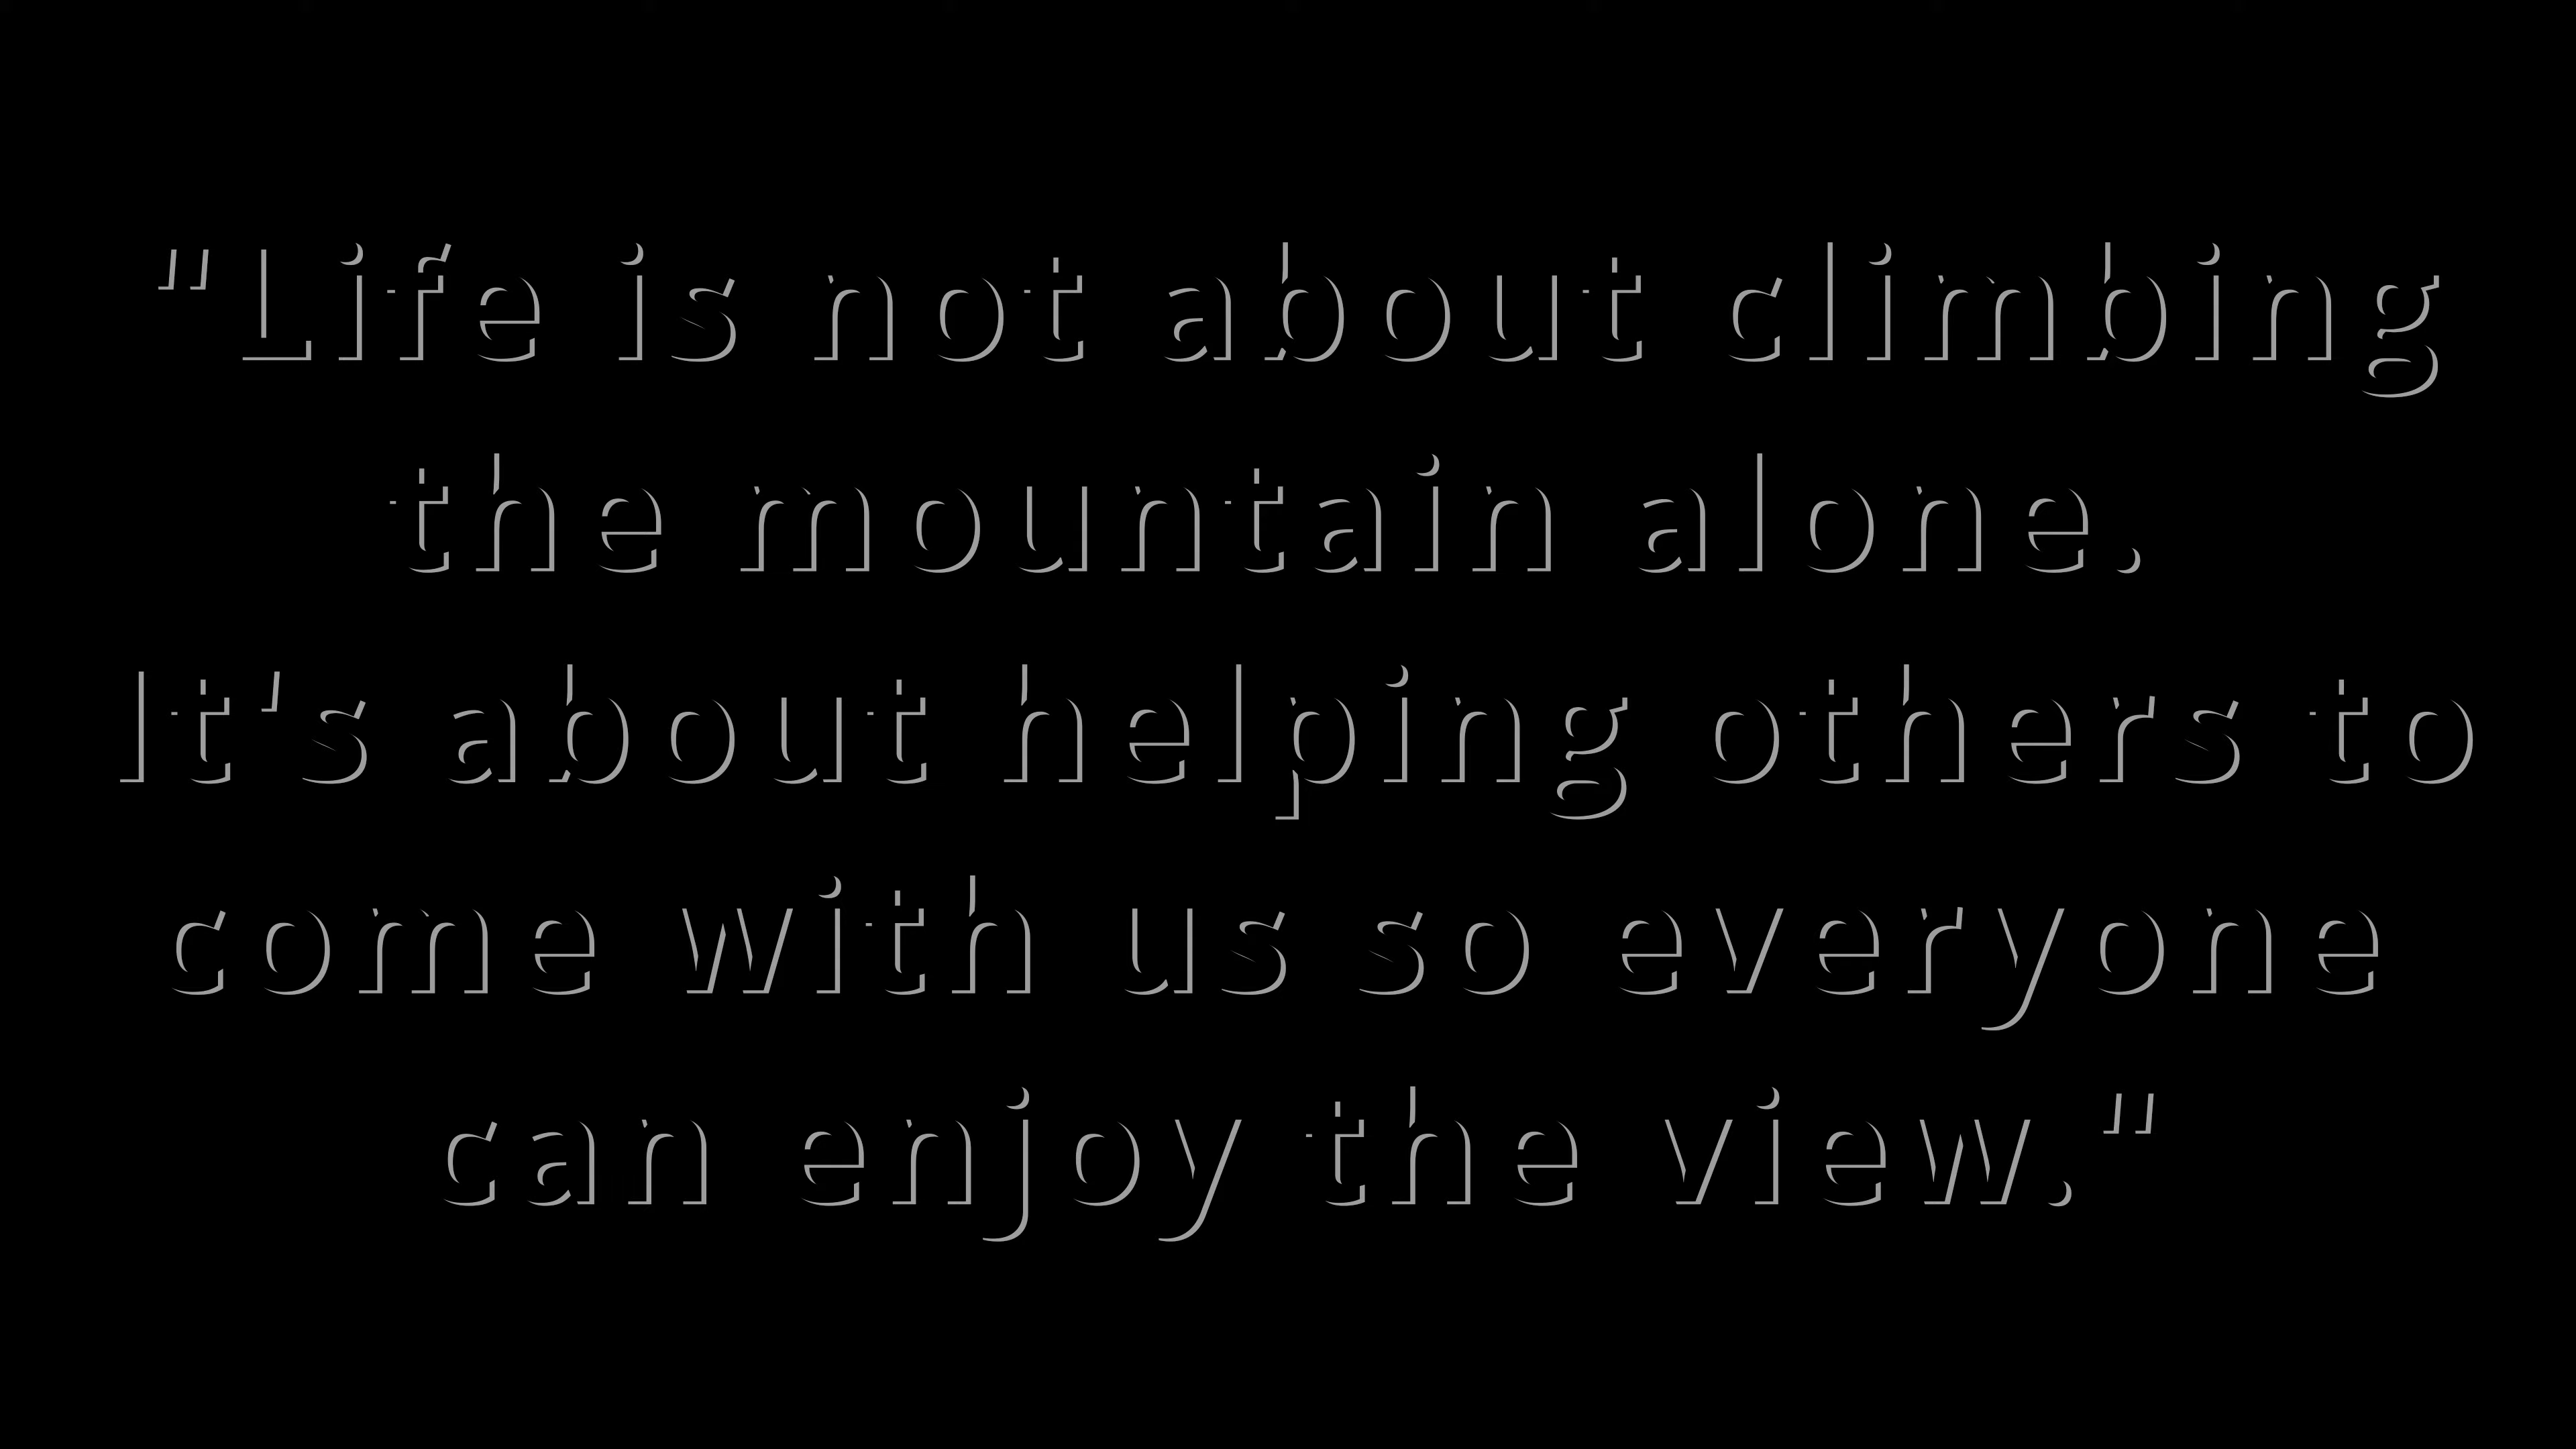 "Life is not about climbing
the mountain alone.
It's about helping others to
come with us so everyone
can enjoy the view."